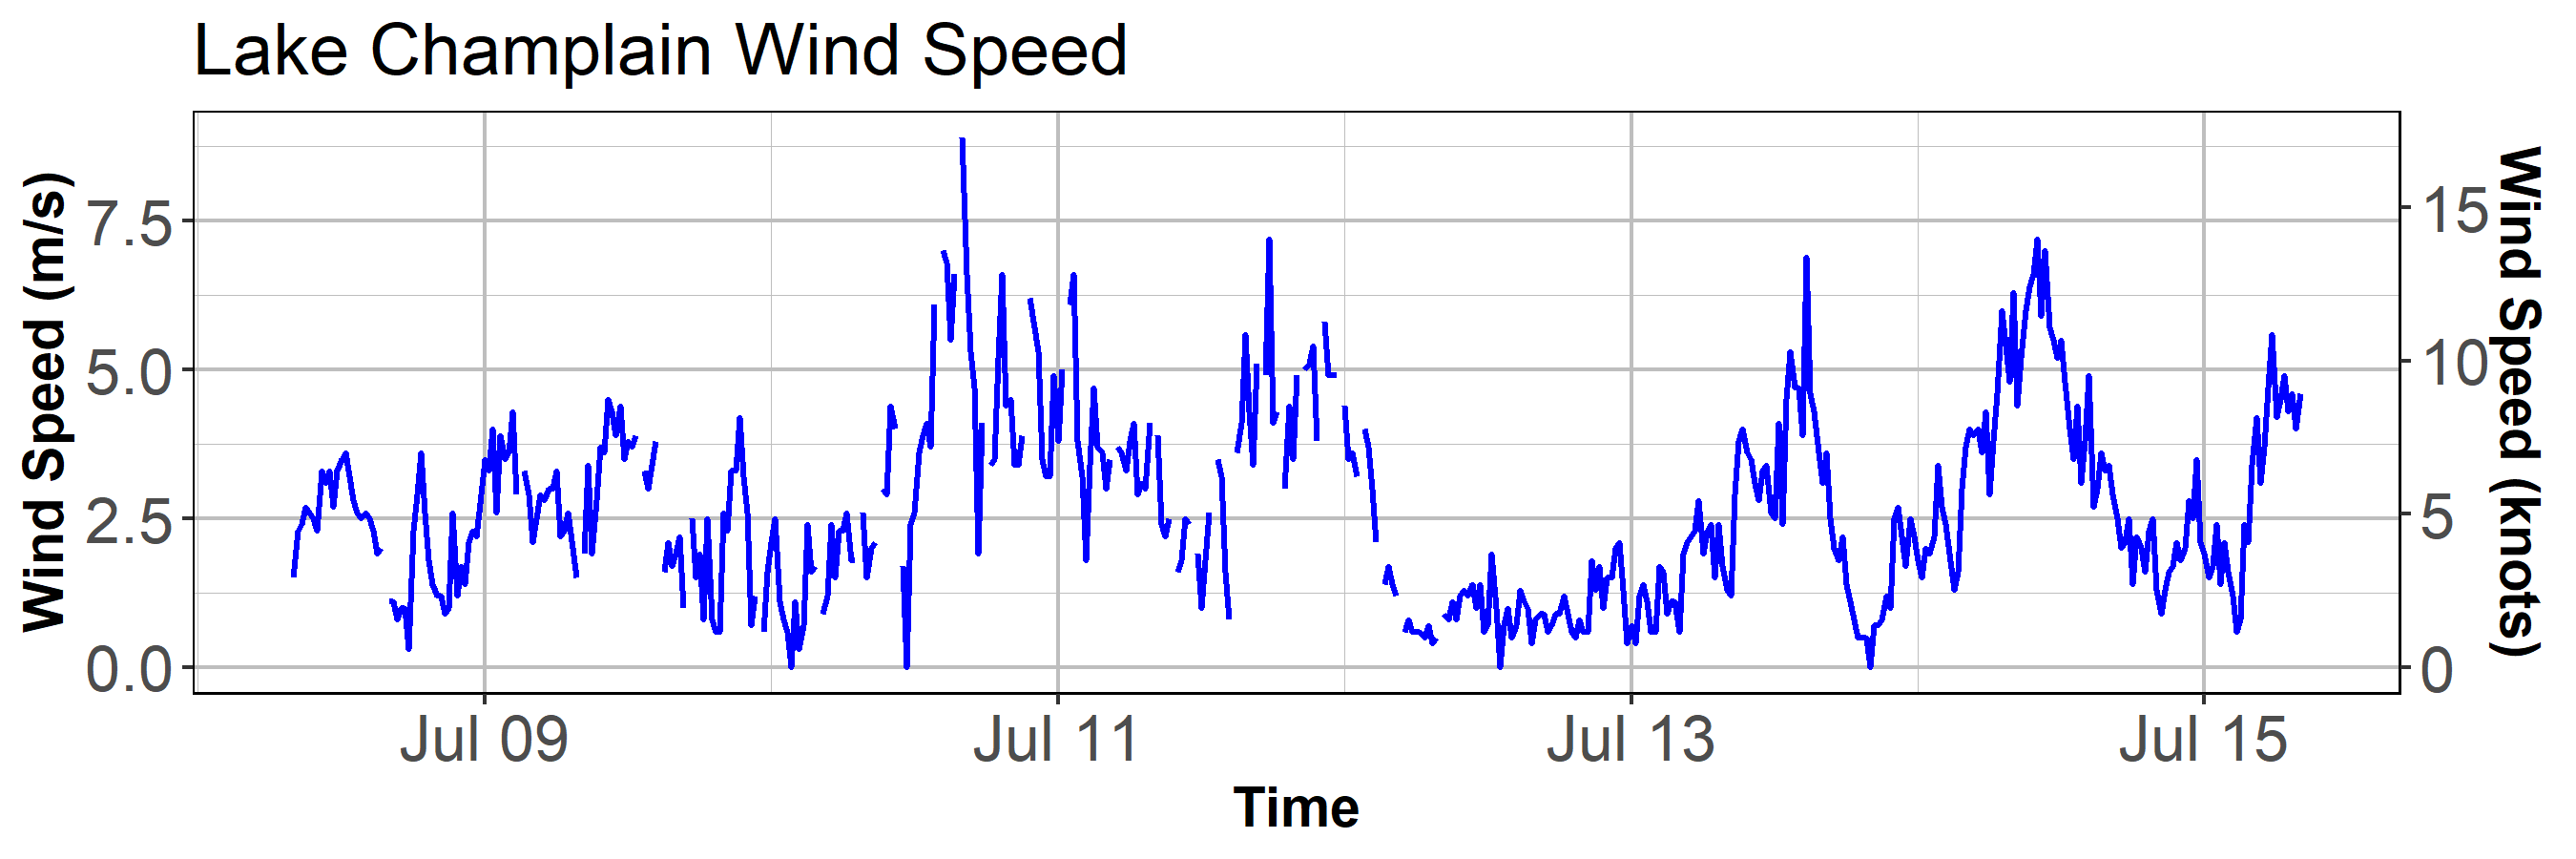 Lake Champlain Wind Speed
Wind Speed (m/s)
7.5
5.0
2.5
0.0
15
10
5
0
Wind Speed (knots)
Jul 09
Jul 11
Jul 13
Jul 15
Time